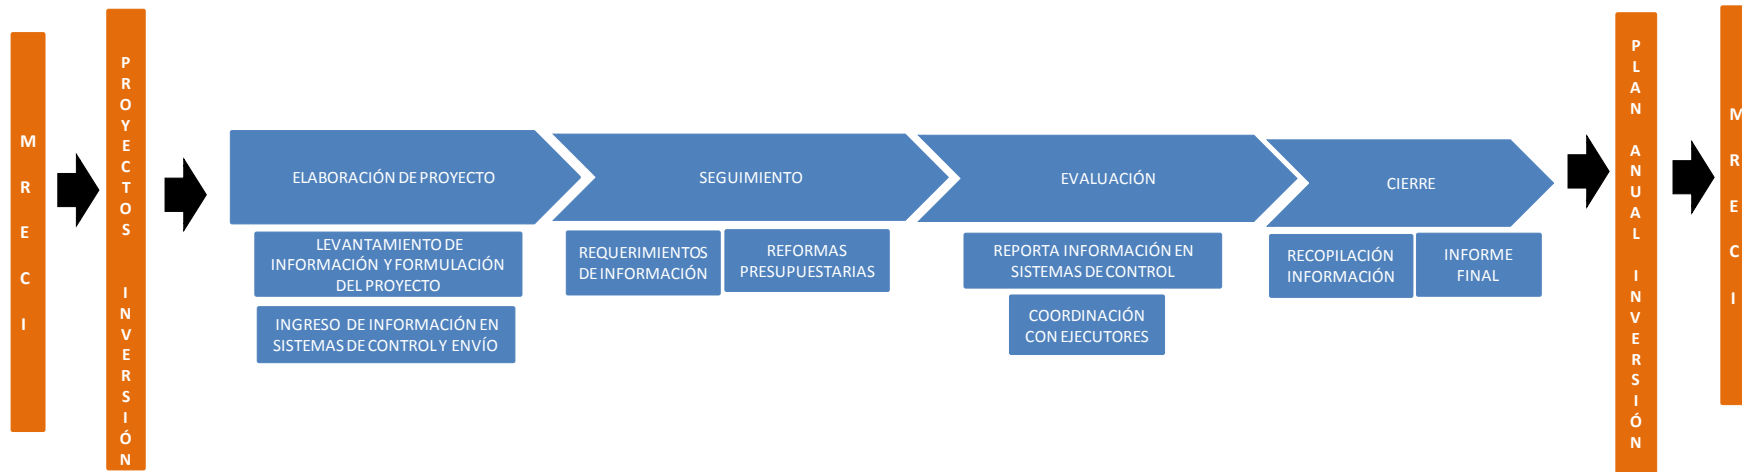 MRECI
PROYECTOS INVERSIÓN
ELABORACIÓN DE PROYECTO
LEVANTAMIENTO DE
INFORMACIÓN Y FORMULACIÓN
DEL PROYECTO
INGRESO DE INFORMACIÓN EN
SISTEMAS DE CONTROL Y ENVÍO
SEGUIMIENTO
REQUERIMIENTOS
DE INFORMACIÓN
REFORMAS
PRESUPUESTARIAS
EVALUACIÓN
REPORTA INFORMACIÓN EN
SISTEMAS DE CONTROL
COORDINACIÓN
CON EJECUTORES
CIERRE
RECOPILACIÓN
INFORMACIÓN
INFORME
FINAL
PLAN ANUAL INVERSIÓN
MRECI